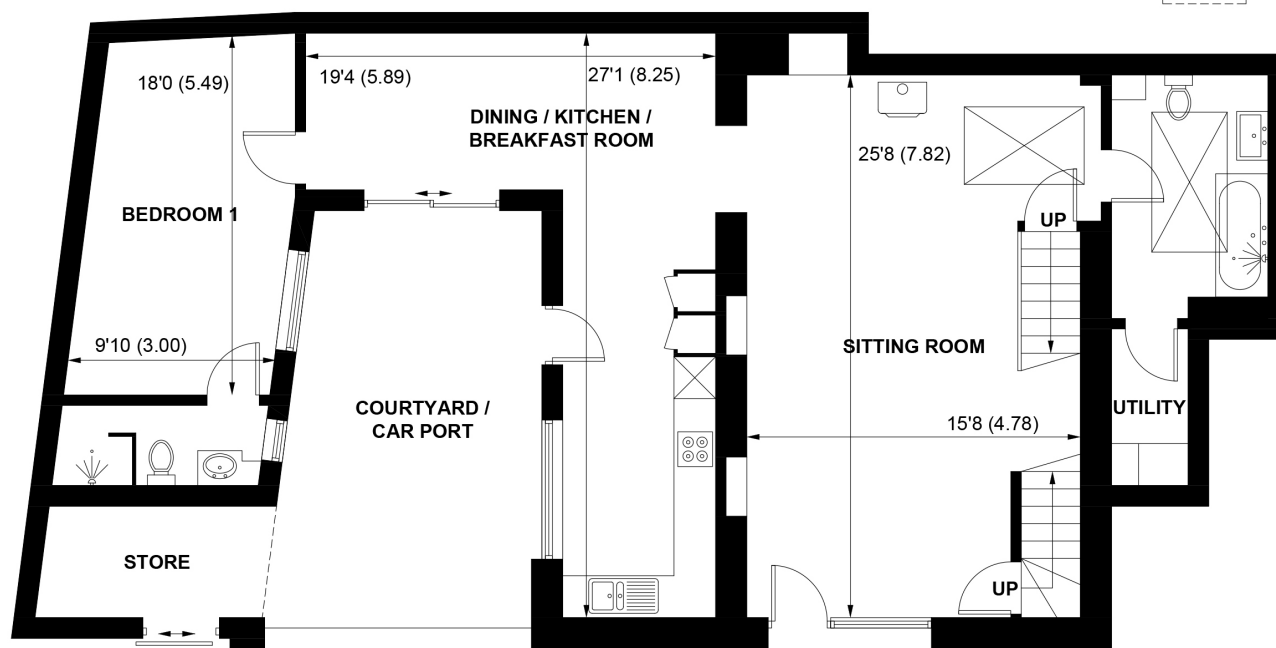 18'0 (5.49)
19'4 (5.89)
27'1 (8.25)
DINING / KITCHEN /
BREAKFAST ROOM
25'8 (7.82)
BEDROOM 1
UP
9'10 (3.00)
SITTING ROOM
COURTYARD /
CAR PORT
UTILITY
15'8 (4.78)
STORE
UP